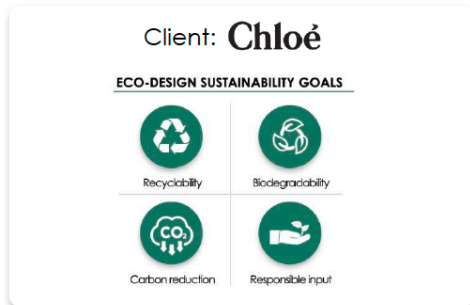 Client: Chloé
ECO-DESIGN SUSTAINABILITY GOALS
Recyclability
Biodegradability
CO₂
Carbon reduction
Responsible input